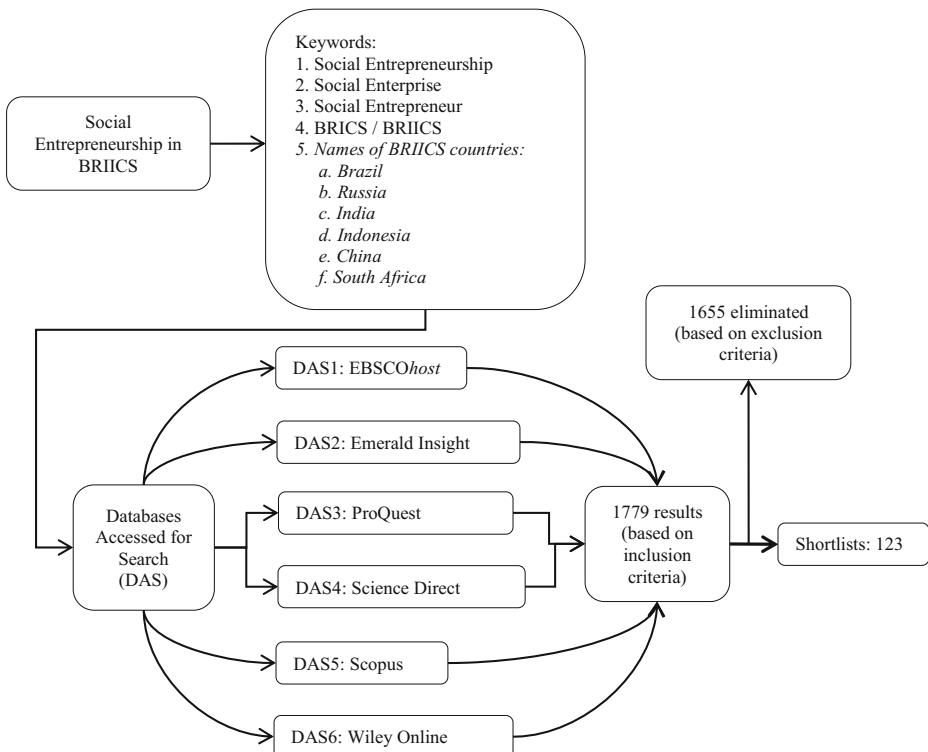 Social
Entrepreneurship in
BRIICS
Keywords:
1. Social Entrepreneurship
2. Social Enterprise
3. Social Entrepreneur
4. BRICS / BRIICS
5. Names of BRIICS countries:
a. Brazil
b. Russia
c. India
d. Indonesia
e. China
f. South Africa
1655 eliminated
(based on exclusion
criteria)
DAS1: EBSCOhost
DAS2: Emerald Insight
Databases
Accessed for
Search
(DAS)
DAS3: ProQuest
DAS4: Science Direct
DAS5: Scopus
DAS6: Wiley Online
1779 results
(based on
inclusion
criteria)
Shortlists: 123